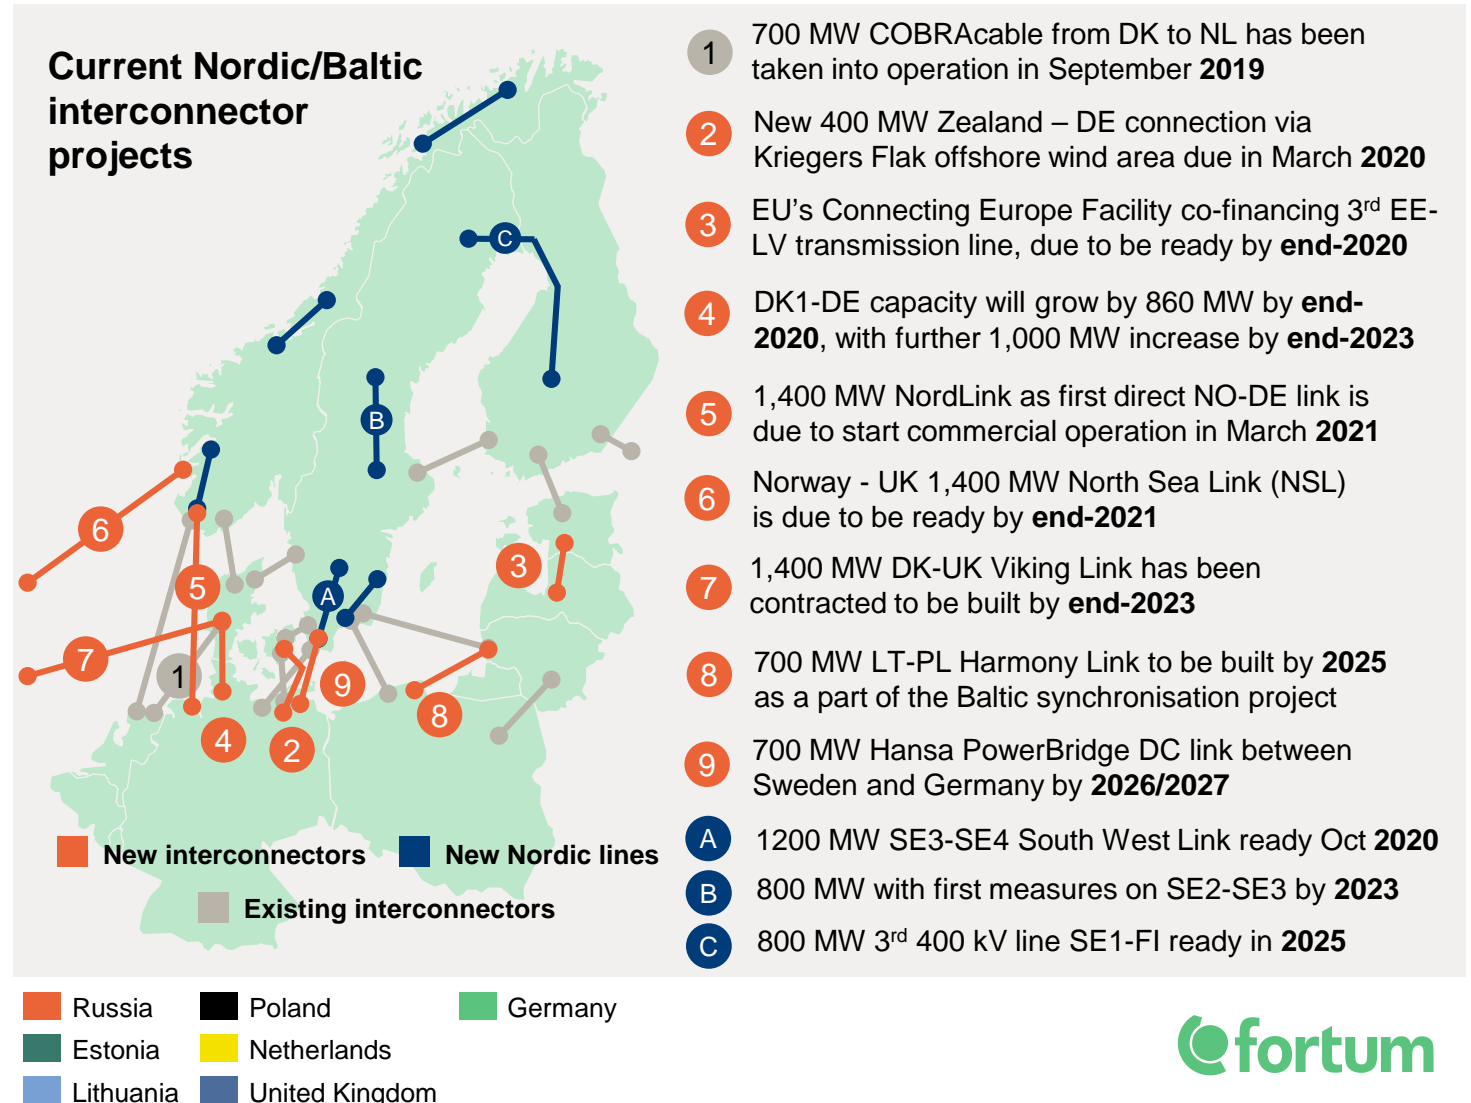 Current Nordic/Baltic
interconnector
projects
1
700 MW COBRAcable from DK to NL has been
taken into operation in September 2019
2
New 400 MW Zealand – DE connection via
Kriegers Flak offshore wind area due in March 2020
3
EU's Connecting Europe Facility co-financing 3rd EE-
LV transmission line, due to be ready by end-2020
4
DK1-DE capacity will grow by 860 MW by end-
2020, with further 1,000 MW increase by end-2023
5
1,400 MW NordLink as first direct NO-DE link is
due to start commercial operation in March 2021
6
Norway - UK 1,400 MW North Sea Link (NSL)
is due to be ready by end-2021
7
1,400 MW DK-UK Viking Link has been
contracted to be built by end-2023
8
700 MW LT-PL Harmony Link to be built by 2025
as a part of the Baltic synchronisation project
9
700 MW Hansa PowerBridge DC link between
Sweden and Germany by 2026/2027
A
1200 MW SE3-SE4 South West Link ready Oct 2020
B
800 MW with first measures on SE2-SE3 by 2023
C
800 MW 3rd 400 kV line SE1-FI ready in 2025
C
B
6
3
5
A
7
1
9
8
4
2
New interconnectors
New Nordic lines
Existing interconnectors
Russia
Poland
Germany
Estonia
Netherlands
Lithuania
United Kingdom
fortum